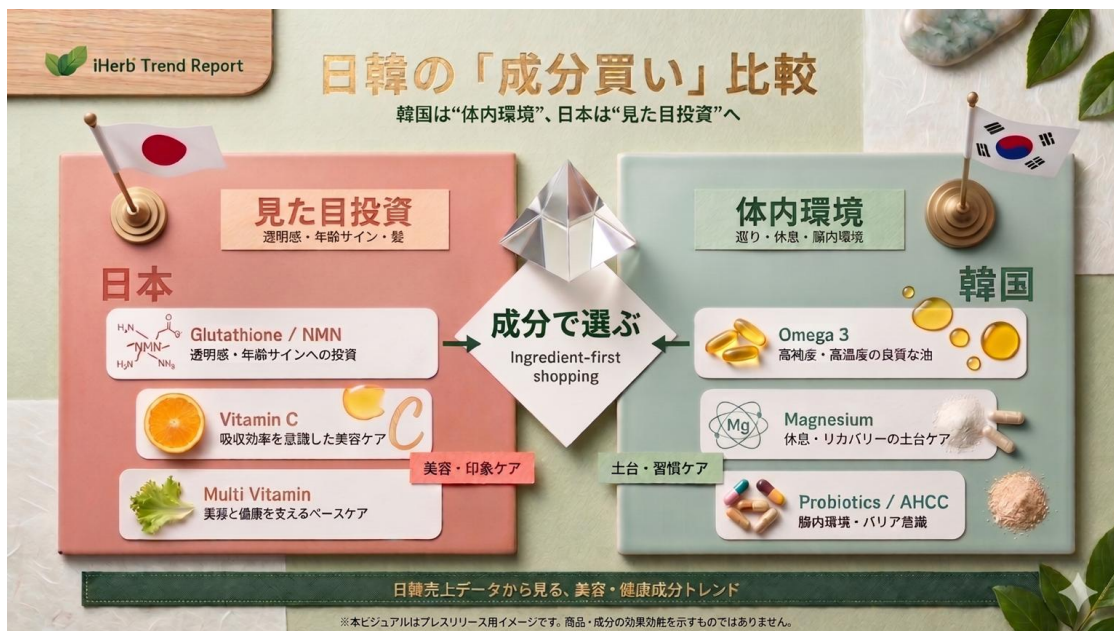 iHerb Trend Report
日韓の「成分買い」比較
韓国は“体内環境”、日本は“見た目投資”へ
見た目投資
透明感・年齢サイン・髪
日本
Glutathione / NMN
透明感・年齢サインへの投資
H₂N
NMN
H₂N
NH₂
O
Vitamin C
吸収効率を意識した美容ケア
C
Multi Vitamin
美容と健康を支えるベースケア
美容・印象ケア
成分で選ぶ
Ingredient-first
shopping
体内環境
巡り・休息・腸内環境
韓国
Omega 3
の良質な油
Mg
Magnesium
休息・リカバリーの土台ケア
土台・習慣ケア
Probiotics / AHCC
腸内環境・バリア
日韓売上データから見る、美容・健康成分トレンド
※本ビジュアルはプレスリリース用イメージです。商品・成分の効果効能を示すものではありません。